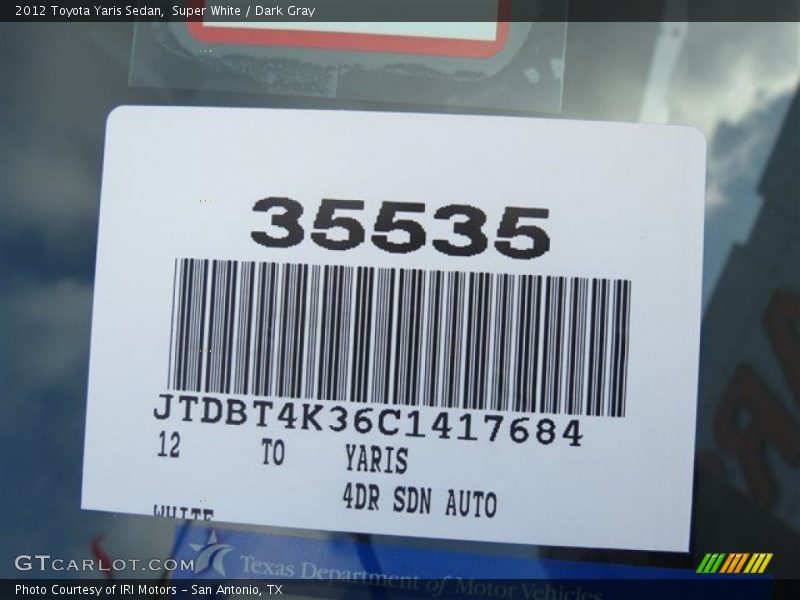 2012 Toyota Yaris Sedan,  Super White / Dark Gray
35535
JTDBT4K36C1417684
12 TO YARIS
4DR SDN AUTO
WHITE
GTCARLOT.COM
Texas Department of Motor Vehicles
Photo Courtesy of IRI Motors - San Antonio, TX